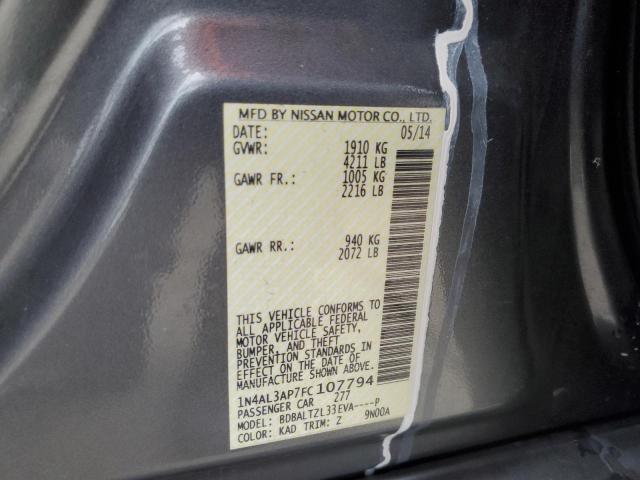 MFD BY NISSAN MOTOR CO., LTD.
DATE: 05/14
GVWR: 1910 KG
4211 LB
GAWR FR.: 1005 KG
2216 LB
GAWR RR.: 940 KG
2072 LB
THIS VEHICLE CONFORMS TO
ALL APPLICABLE FEDERAL
MOTOR VEHICLE SAFETY,
BUMPER, AND THEFT
PREVENTION STANDARDS IN
EFFECT ON THE DATE OF
MANUFACTURE SHOWN ABOVE.
1N4AL3AP7FC107794
PASSENGER CAR 277
MODEL: BDBALTZL33EVA----P
COLOR: KAD TRIM: Z 9N00A